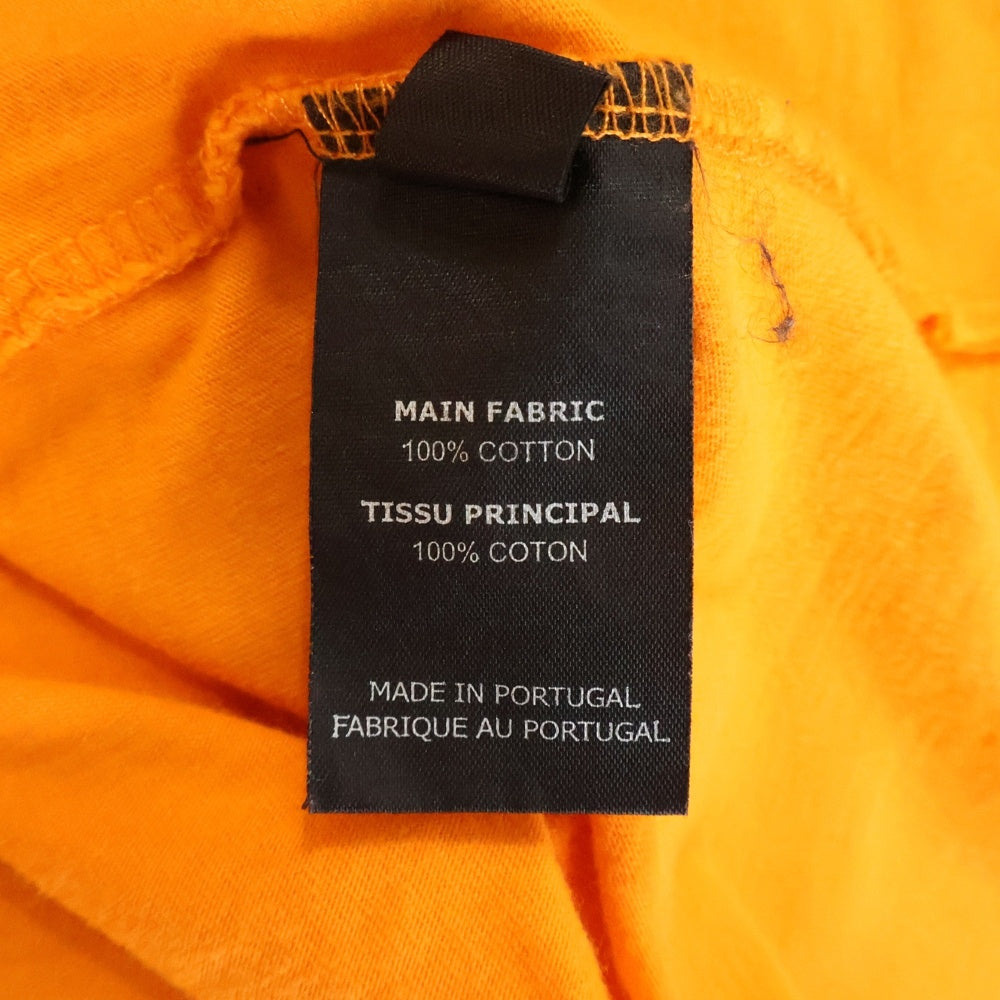 MAIN FABRIC
100% COTTON
TISSU PRINCIPAL
100% COTON
MADE IN PORTUGAL
FABRIQUE AU PORTUGAL